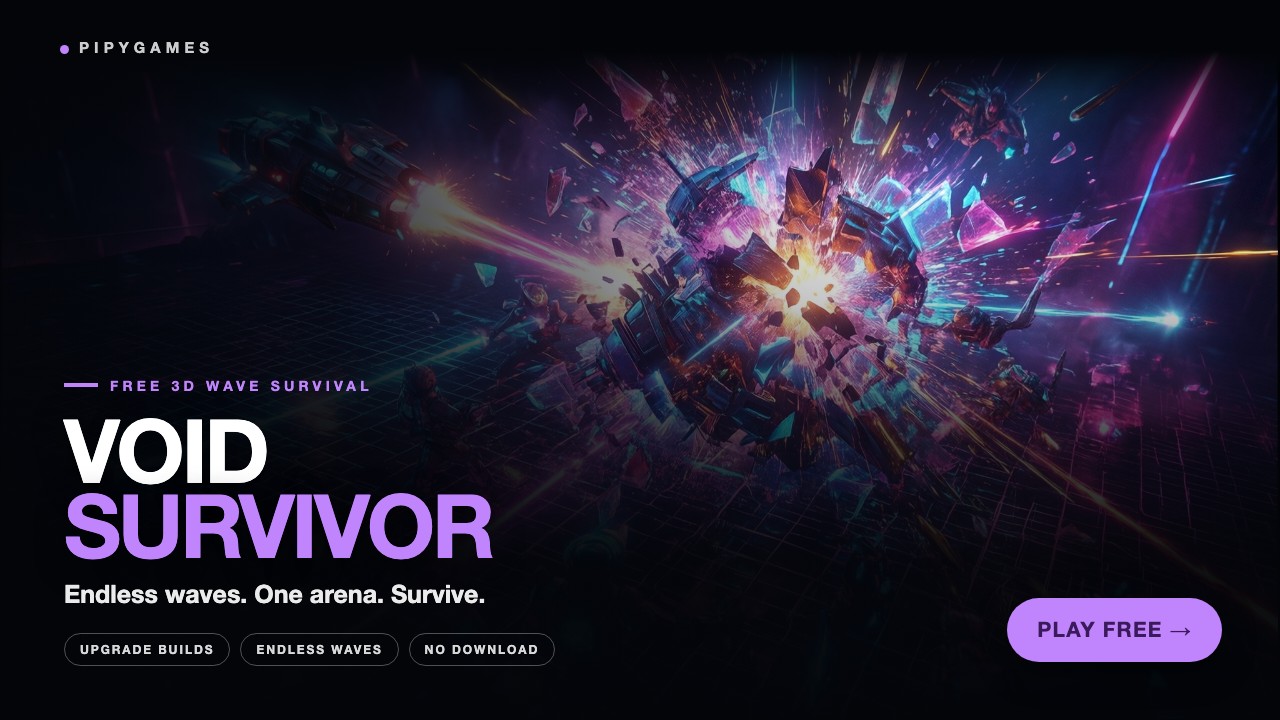 PIPYGAMES
FREE 3D WAVE SURVIVAL
VOID
SURVIVOR
Endless waves. One arena. Survive.
UPGRADE BUILDS
ENDLESS WAVES
NO DOWNLOAD
PLAY FREE →